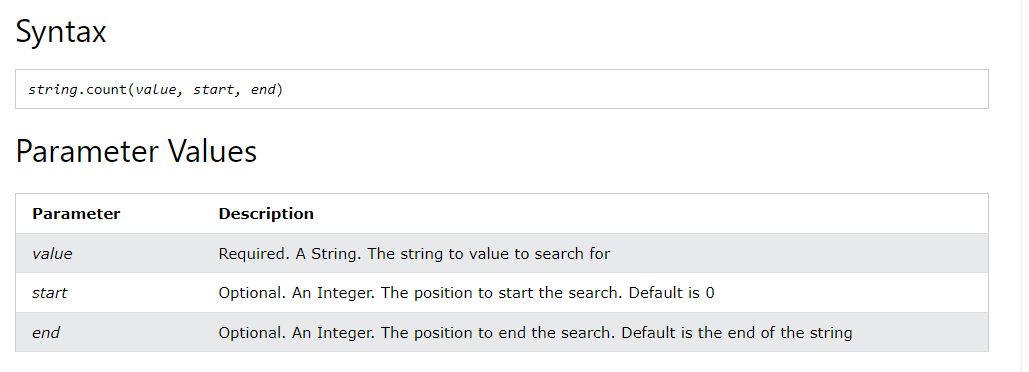 Syntax
string.count(value, start, end)
Parameter Values
Parameter Description
value Required. A String. The string to value to search for
start Optional. An Integer. The position to start the search. Default is 0
end Optional. An Integer. The position to end the search. Default is the end of the string